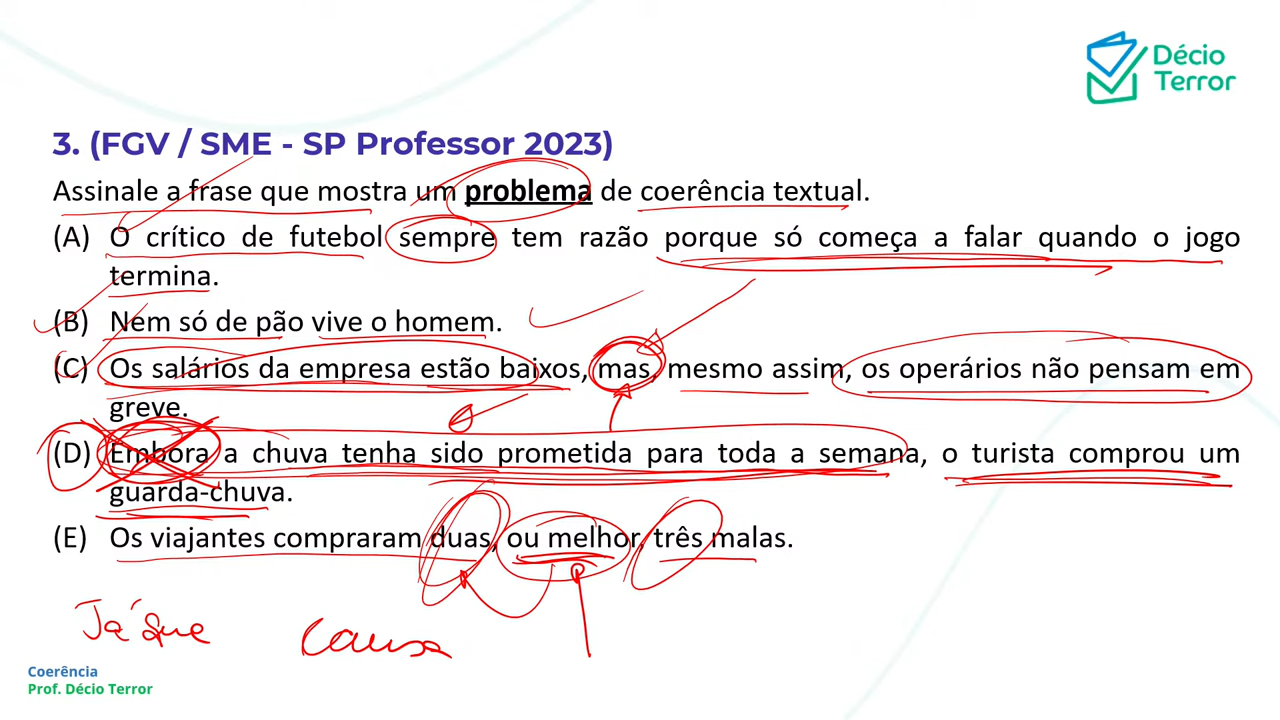 Décio
Terror
3. (FGV / SME - SP Professor 2023)
Assinale a frase que mostra um problema de coerência textual.
(A) O crítico de futebol sempre tem razão porque só começa a falar quando o jogo
termina.
(B) Nem só de pão vive o homem.
(C) Os salários da empresa estão baixos, mas, mesmo assim, os operários não pensam em
greve.
(D) Embora a chuva tenha sido prometida para toda a semana, o turista comprou um
guarda-chuva.
(E) Os viajantes compraram duas, ou melhor, três malas.
Já que causa
Coerência
Prof. Décio Terror